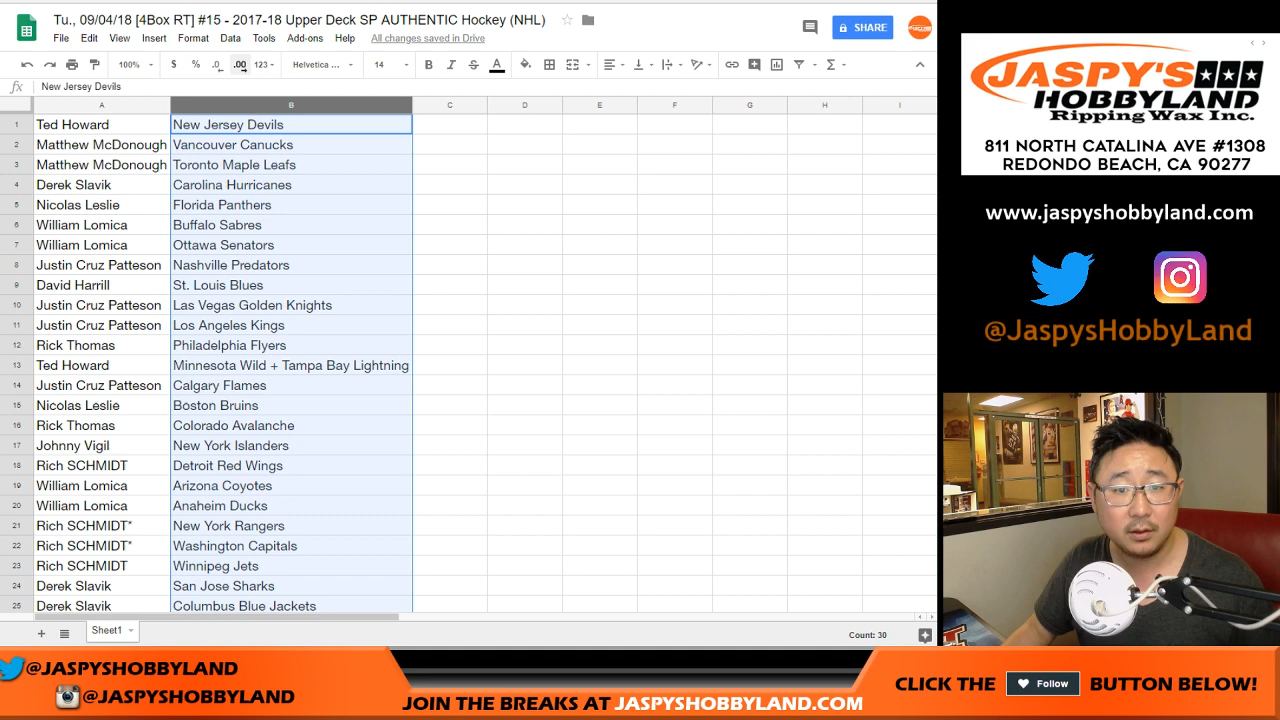 Tu., 09/04/18 [4Box RT] #15 - 2017-18 Upper Deck SP AUTHENTIC Hockey (NHL)
File Edit View Insert Format Data Tools Add-ons Help All changes saved in Drive
SHARE
100% $ % .0 .00 123 Helvetica ... 14 B I S A
fx New Jersey Devils
A B C D E F G H I
1 Ted Howard New Jersey Devils
2 Matthew McDonough Vancouver Canucks
3 Matthew McDonough Toronto Maple Leafs
4 Derek Slavik Carolina Hurricanes
5 Nicolas Leslie Florida Panthers
6 William Lomica Buffalo Sabres
7 William Lomica Ottawa Senators
8 Justin Cruz Patteson Nashville Predators
9 David Harrill St. Louis Blues
10 Justin Cruz Patteson Las Vegas Golden Knights
11 Justin Cruz Patteson Los Angeles Kings
12 Rick Thomas Philadelphia Flyers
13 Ted Howard Minnesota Wild + Tampa Bay Lightning
14 Justin Cruz Patteson Calgary Flames
15 Nicolas Leslie Boston Bruins
16 Rick Thomas Colorado Avalanche
17 Johnny Vigil New York Islanders
18 Rich SCHMIDT Detroit Red Wings
19 William Lomica Arizona Coyotes
20 William Lomica Anaheim Ducks
21 Rich SCHMIDT* New York Rangers
22 Rich SCHMIDT* Washington Capitals
23 Rich SCHMIDT Winnipeg Jets
24 Derek Slavik San Jose Sharks
25 Derek Slavik Columbus Blue Jackets
Sheet1
Count: 30
JASPY'S
HOBBYLAND
Ripping Wax Inc.
811 NORTH CATALINA AVE #1308
REDONDO BEACH, CA 90277
www.jaspyshobbyland.com
@JaspysHobbyLand
@JASPYSHOBBYLAND
@JASPYSHOBBYLAND
JOIN THE BREAKS AT JASPYSHOBBYLAND.COM
CLICK THE Follow BUTTON BELOW!